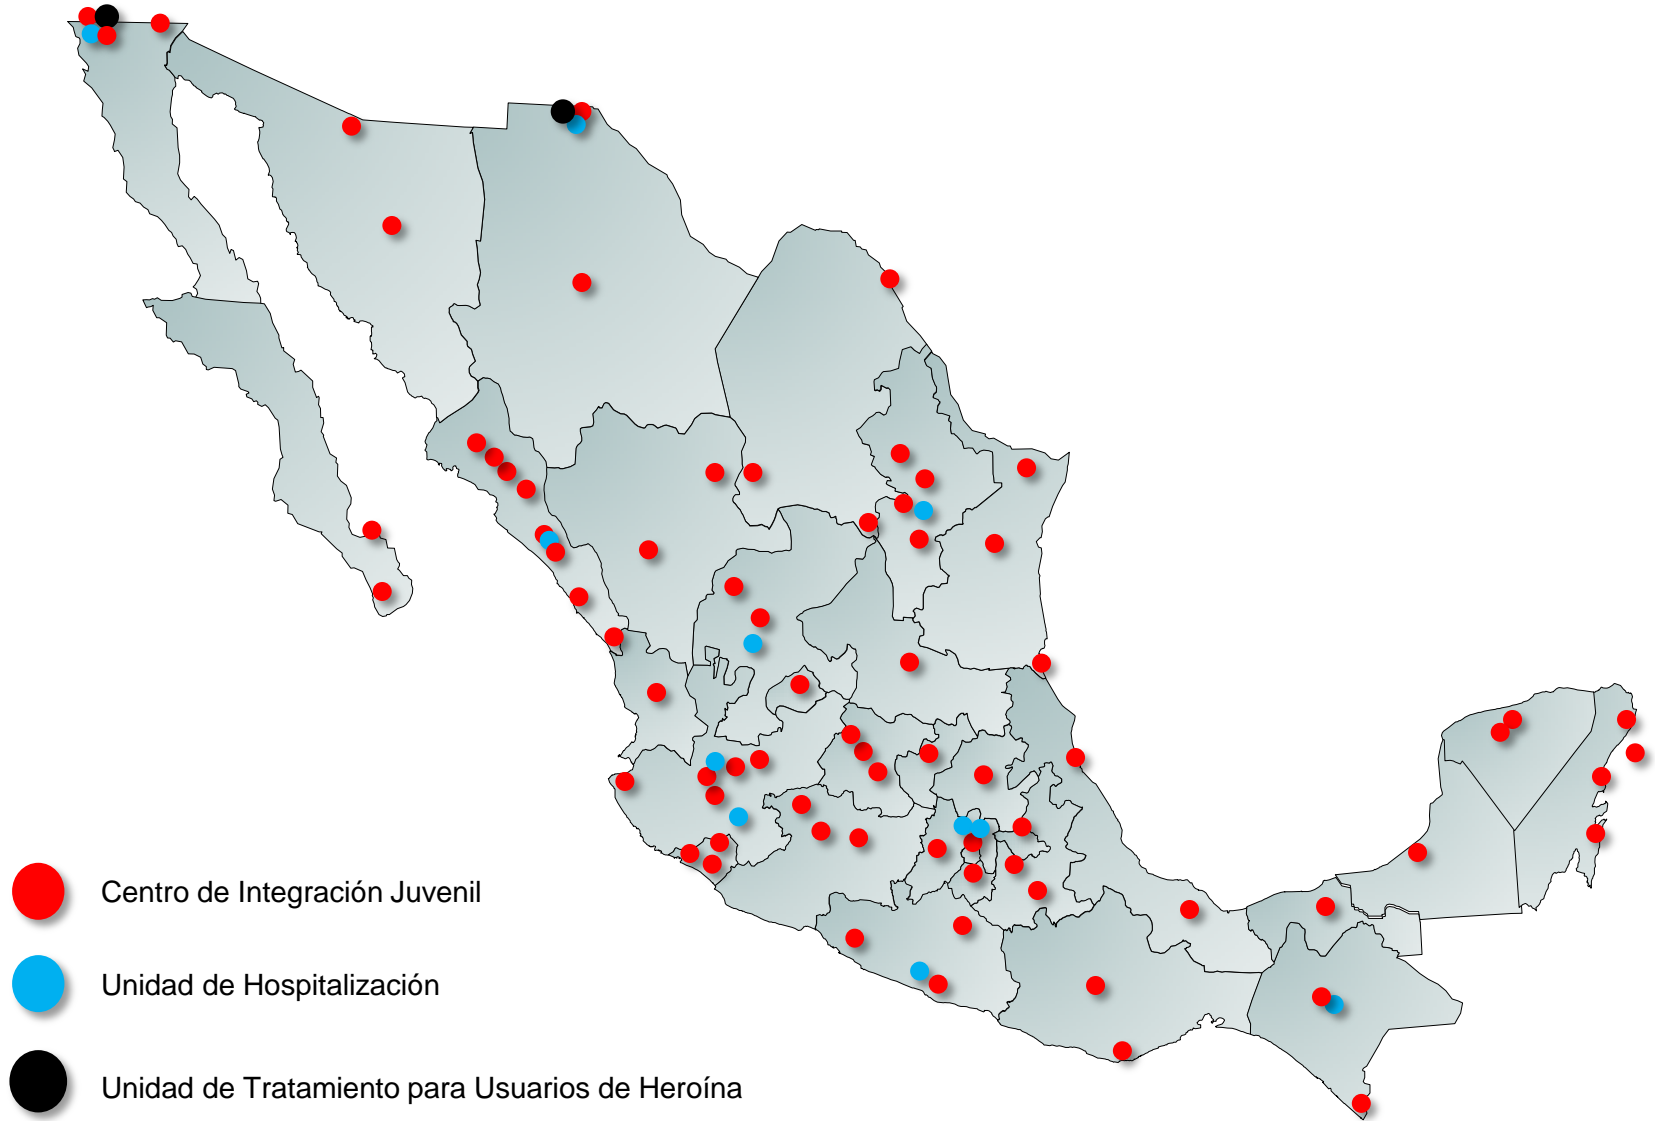 Centro de Integración Juvenil
Unidad de Hospitalización
Unidad de Tratamiento para Usuarios de Heroína